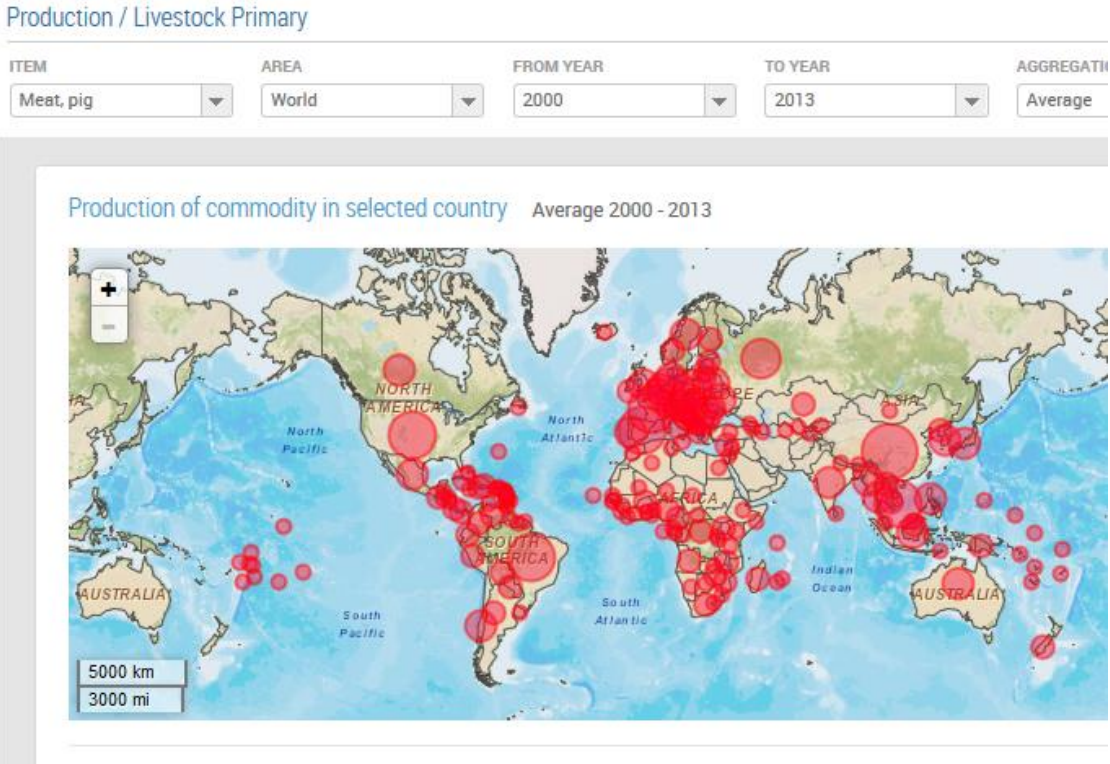 Production / Livestock Primary
ITEM AREA FROM YEAR TO YEAR AGGREGATIO
Meat, pig World 2000 2013 Average
Production of commodity in selected country Average 2000 - 2013
+
−
NORTH
AMERICA
OPE
ASIA
North
Pacific
North
Atlantic
AFRICA
SOUTH
AMERICA
Indian
Ocean
AUSTRALIA
AUSTRALIA
South
Pacific
South
Atlantic
5000 km
3000 mi